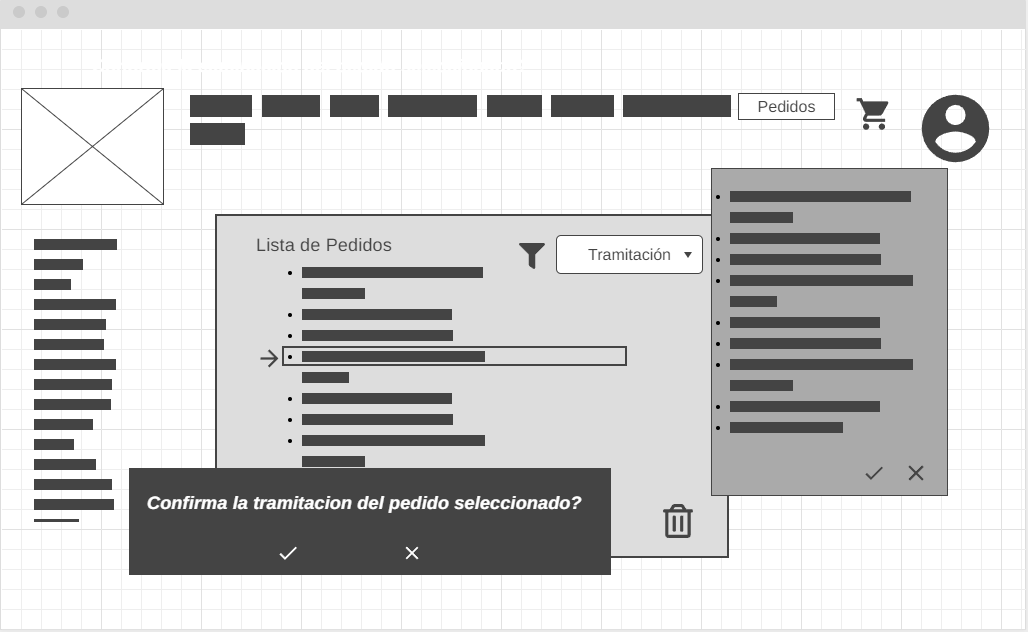 Pedidos
Lista de Pedidos
Tramitación
Confirma la tramitacion del pedido seleccionado?